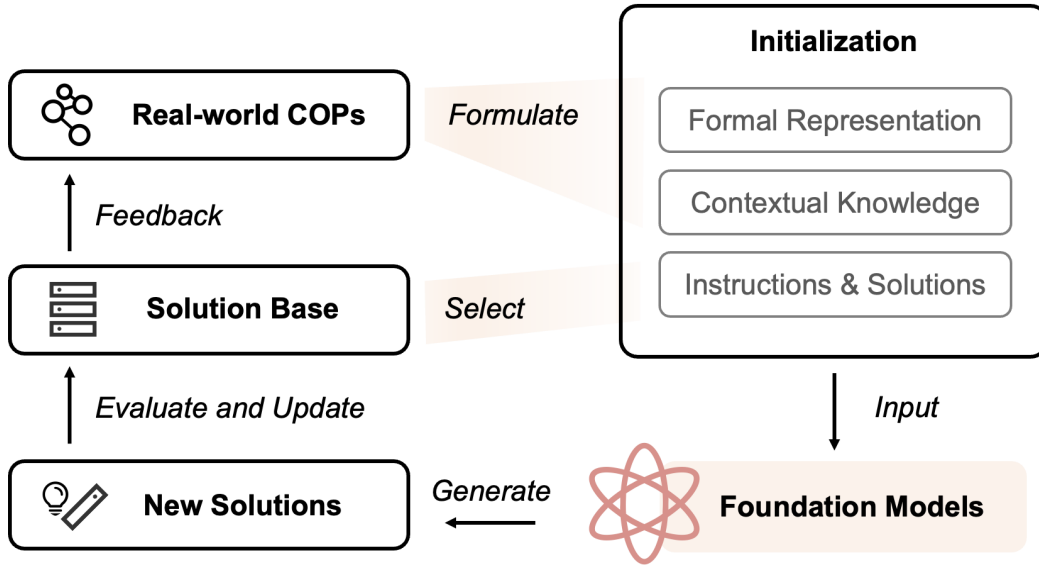 Initialization
Real-world COPs
Formulate
Formal Representation
Contextual Knowledge
Feedback
Instructions & Solutions
Solution Base
Select
Evaluate and Update
Input
New Solutions
Generate
Foundation Models